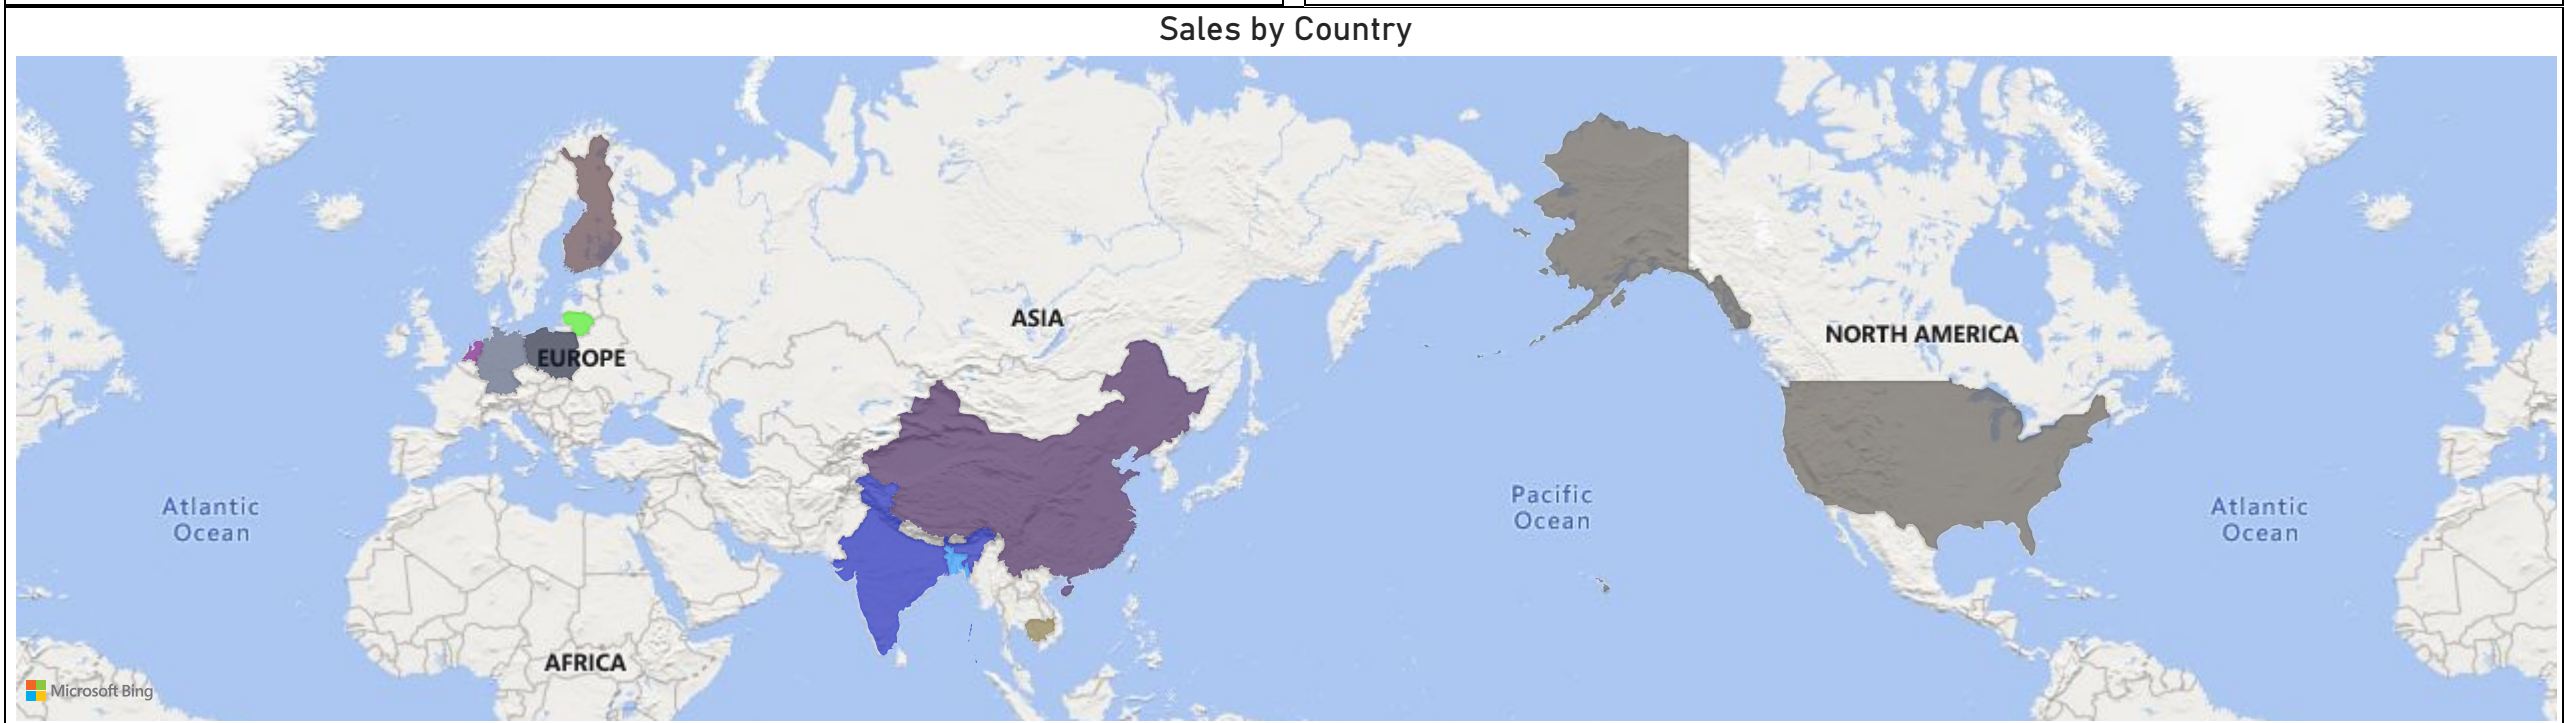 Sales by Country
ASIA
NORTH AMERICA
EUROPE
Pacific
Ocean
Atlantic
Ocean
Atlantic
Ocean
AFRICA
Microsoft Bing